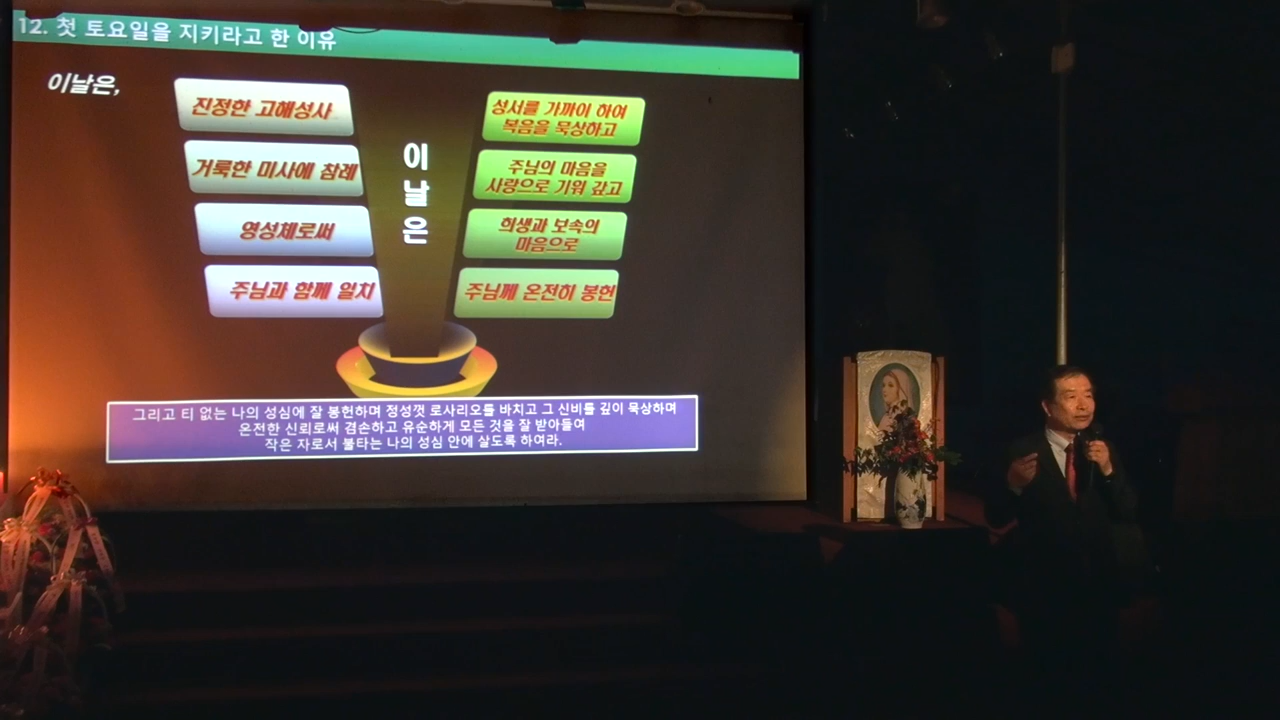 12. 첫 토요일을 지키라고 한 이유
이날은,
진정한 고해성사
거룩한 미사에 참례
영성체로써
주님과 함께 일치
이
날
은
성서를 가까이 하여
복음을 묵상하고
주님의 마음을
사랑으로 기워 갚고
희생과 보속의
마음으로
주님께 온전히 봉헌
그리고 티 없는 나의 성심에 잘 봉헌하며 정성껏 로사리오를 바치고 그 신비를 깊이 묵상하며
온전한 신뢰로써 겸손하고 유순하게 모든 것을 잘 받아들여
작은 자로서 불타는 나의 성심 안에 살도록 하여라.